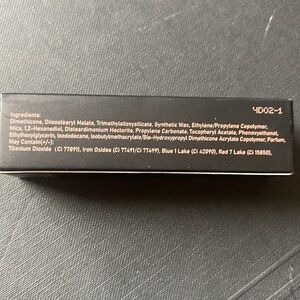 4D02-1
Ingredients:
Dimethicone, Diisostearyl Malate, Trimethylsiloxysilicate, Synthetic Wax, Ethylene/Propylene Copolymer,
Mica, 1,2-Hexanediol, Disteardimonium Hectorite, Propylene Carbonate, Tocopheryl Acetate, Phenoxyethanol,
Ethylhexylglycerin, Isododecane, Isobutylmethacrylate/Bis-Hydroxypropyl Dimethicone Acrylate Copolymer, Parfum,
May Contain(+/-):
Titanium Dioxide (CI 77891), Iron Oxides (CI 77491/CI 77499), Blue 1 Lake (CI 42090), Red 7 Lake (CI 15850),